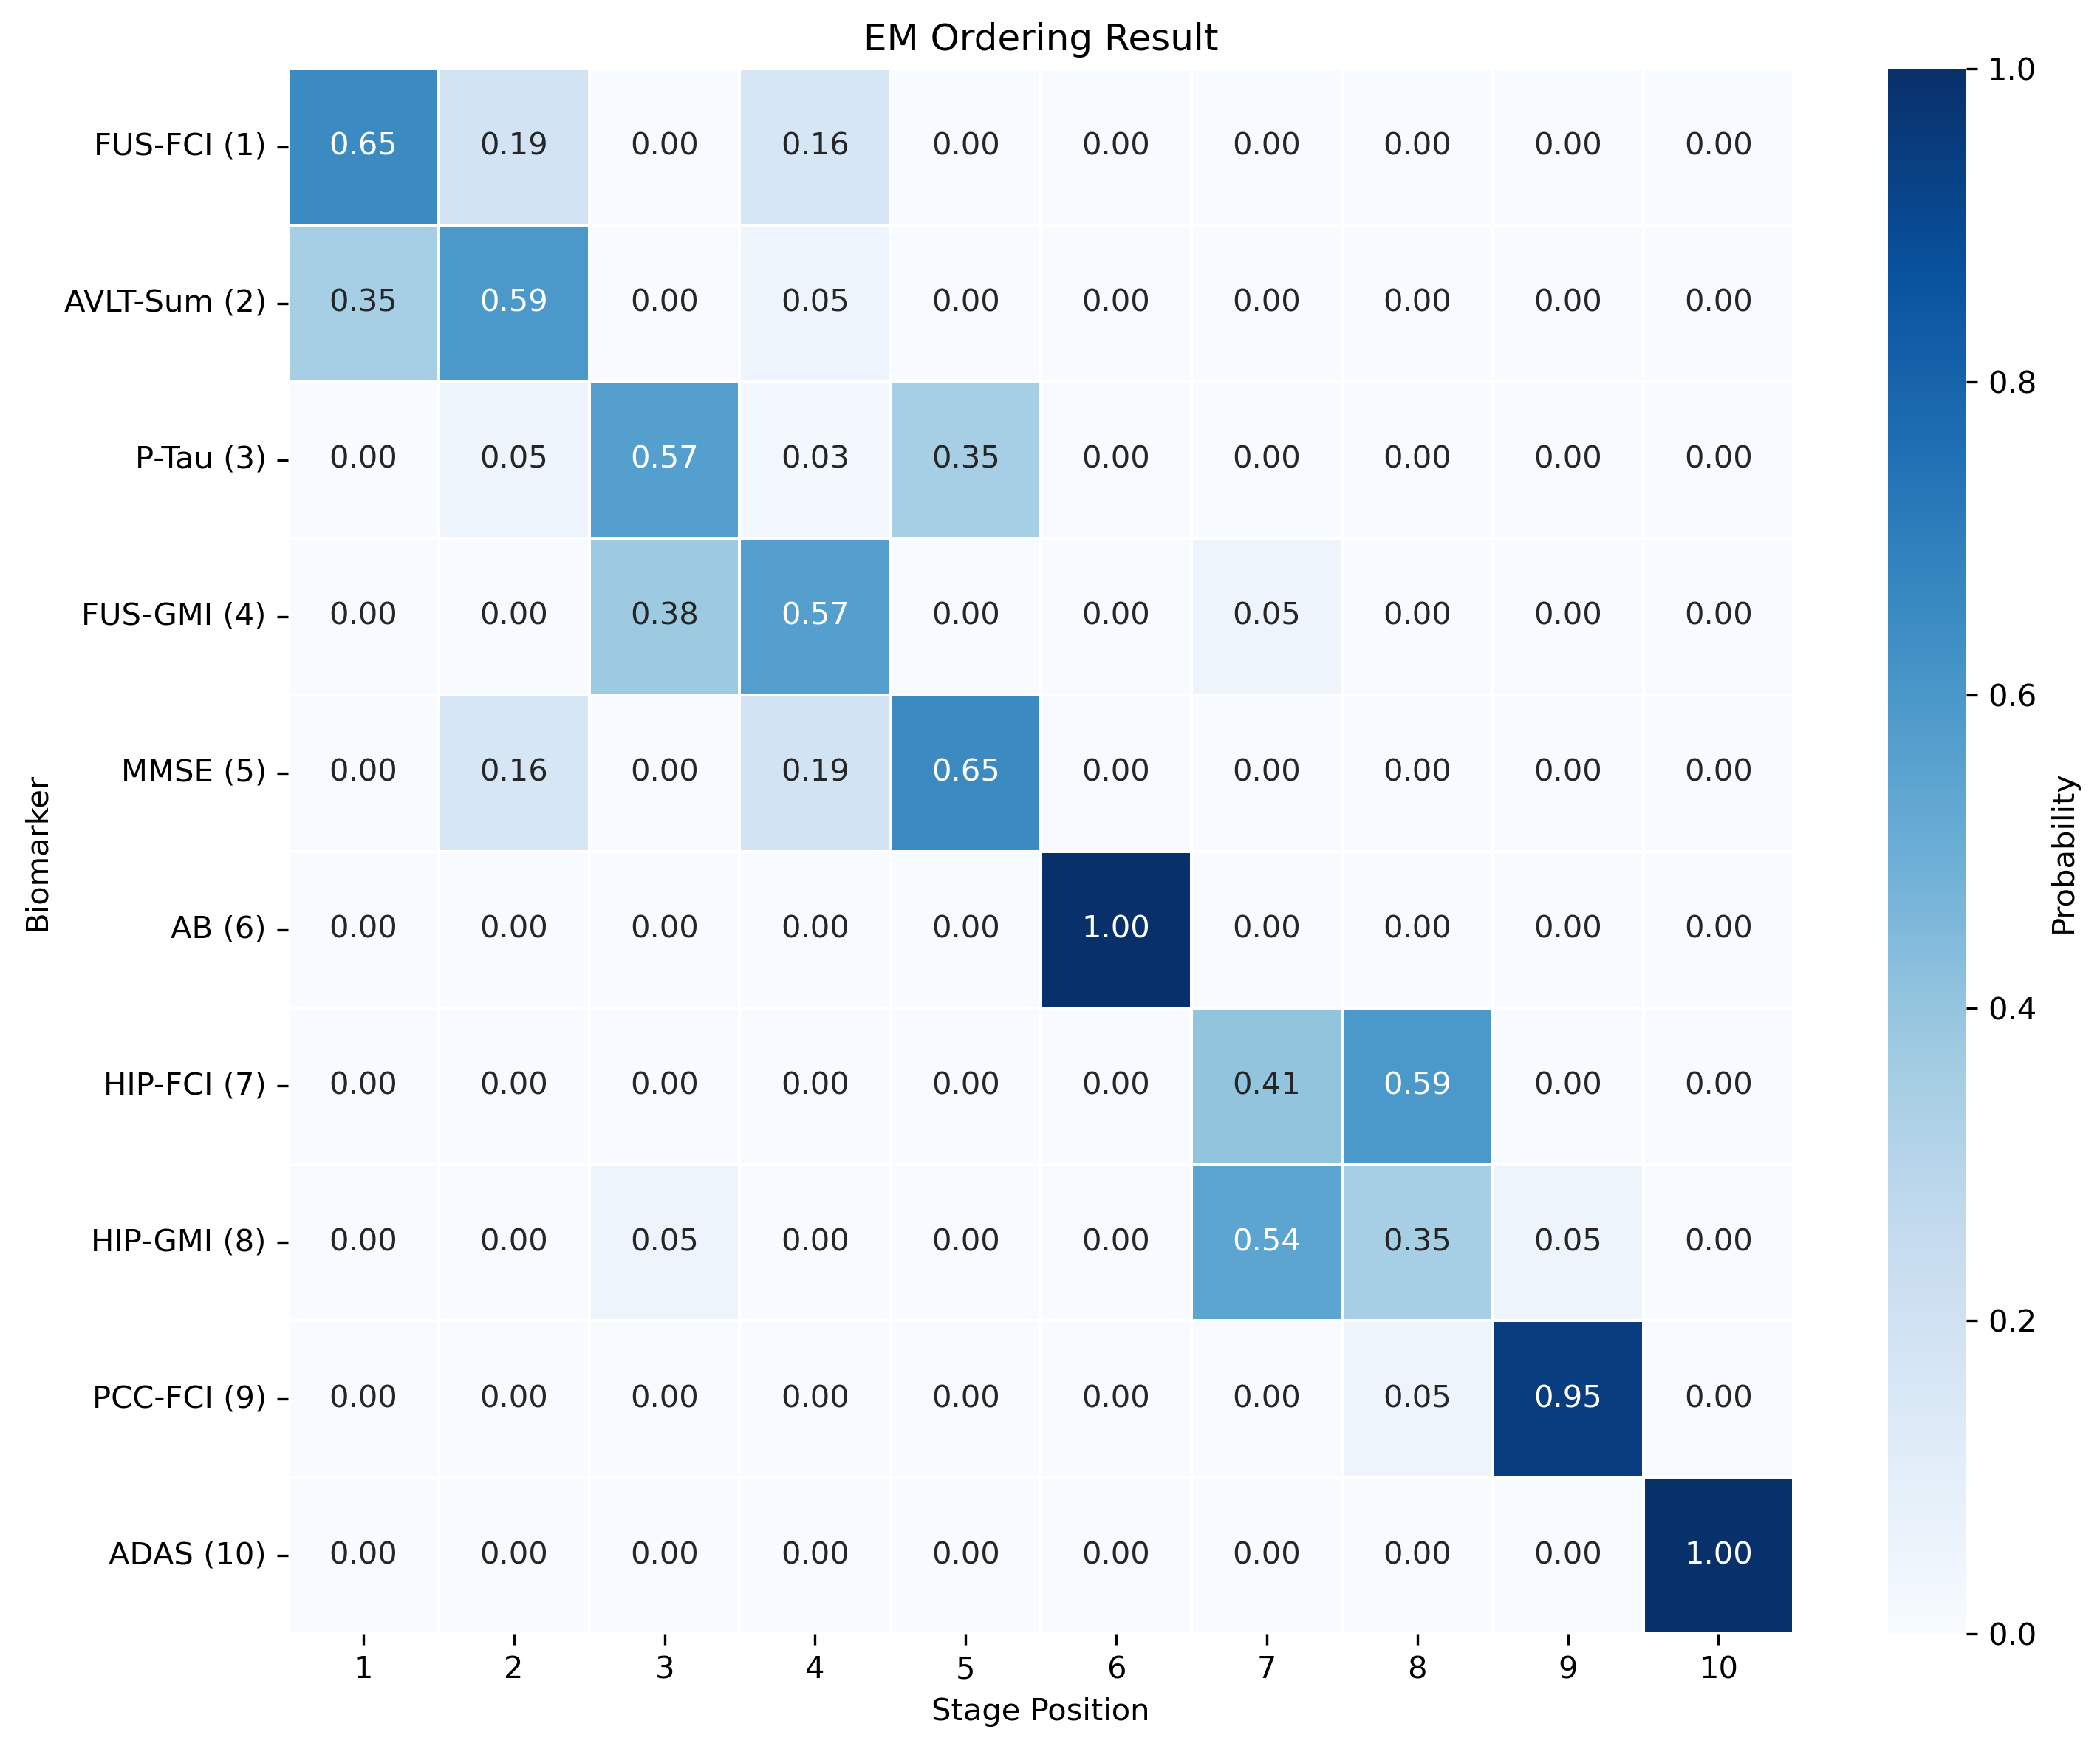 EM Ordering Result
FUS-FCI (1) 0.65 0.19 0.00 0.16 0.00 0.00 0.00 0.00 0.00 0.00
AVLT-Sum (2) 0.35 0.59 0.00 0.05 0.00 0.00 0.00 0.00 0.00 0.00
P-Tau (3) 0.00 0.05 0.57 0.03 0.35 0.00 0.00 0.00 0.00 0.00
FUS-GMI (4) 0.00 0.00 0.38 0.57 0.00 0.00 0.05 0.00 0.00 0.00
MMSE (5) 0.00 0.16 0.00 0.19 0.65 0.00 0.00 0.00 0.00 0.00
AB (6) 0.00 0.00 0.00 0.00 0.00 1.00 0.00 0.00 0.00 0.00
HIP-FCI (7) 0.00 0.00 0.00 0.00 0.00 0.00 0.41 0.59 0.00 0.00
HIP-GMI (8) 0.00 0.00 0.05 0.00 0.00 0.00 0.54 0.35 0.05 0.00
PCC-FCI (9) 0.00 0.00 0.00 0.00 0.00 0.00 0.00 0.05 0.95 0.00
ADAS (10) 0.00 0.00 0.00 0.00 0.00 0.00 0.00 0.00 0.00 1.00
1 2 3 4 5 6 7 8 9 10
Stage Position
Biomarker
1.0
0.8
0.6
0.4
0.2
0.0
Probability